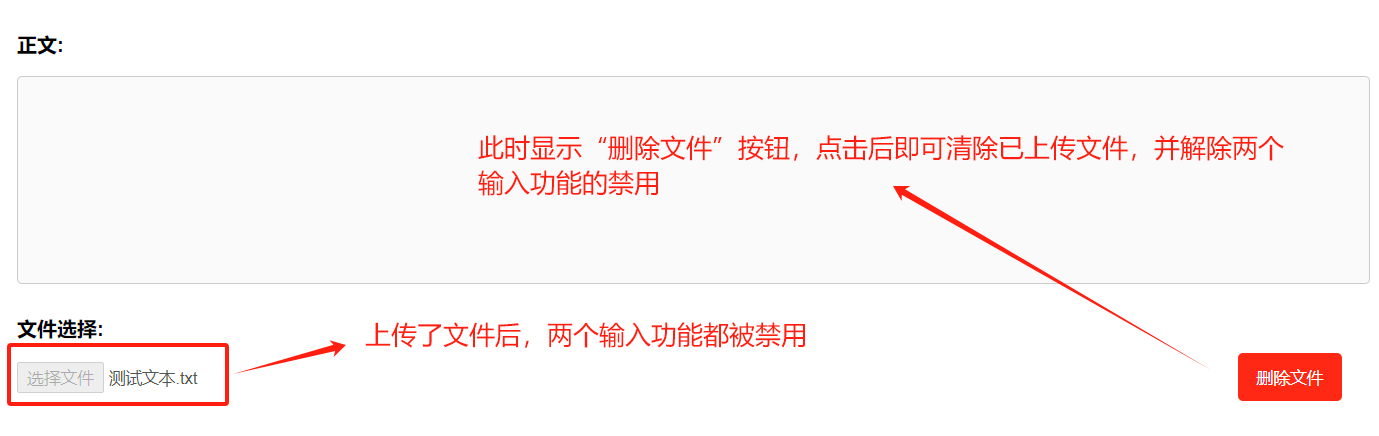 正文:
此时显示“删除文件”按钮，点击后即可清除已上传文件，并解除两个
输入功能的禁用
文件选择:
上传了文件后，两个输入功能都被禁用
选择文件 测试文本.txt
删除文件